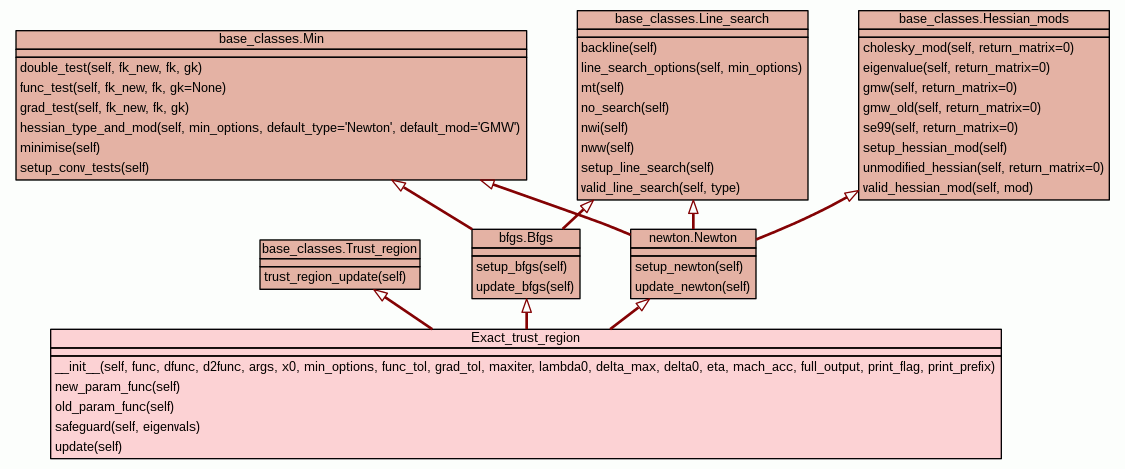 base_classes.Min
double_test(self, fk_new, fk, gk)
func_test(self, fk_new, fk, gk=None)
grad_test(self, fk_new, fk, gk)
hessian_type_and_mod(self, min_options, default_type='Newton', default_mod='GMW')
minimise(self)
setup_conv_tests(self)
base_classes.Line_search
backline(self)
line_search_options(self, min_options)
mt(self)
no_search(self)
nwi(self)
nww(self)
setup_line_search(self)
valid_line_search(self, type)
base_classes.Hessian_mods
cholesky_mod(self, return_matrix=0)
eigenvalue(self, return_matrix=0)
gmw(self, return_matrix=0)
gmw_old(self, return_matrix=0)
se99(self, return_matrix=0)
setup_hessian_mod(self)
unmodified_hessian(self, return_matrix=0)
valid_hessian_mod(self, mod)
base_classes.Trust_region
trust_region_update(self)
bfgs.Bfgs
setup_bfgs(self)
update_bfgs(self)
newton.Newton
setup_newton(self)
update_newton(self)
Exact_trust_region
__init__(self, func, dfunc, d2func, args, x0, min_options, func_tol, grad_tol, maxiter, lambda0, delta_max, delta0, eta, mach_acc, full_output, print_flag, print_prefix)
new_param_func(self)
old_param_func(self)
safeguard(self, eigenvals)
update(self)